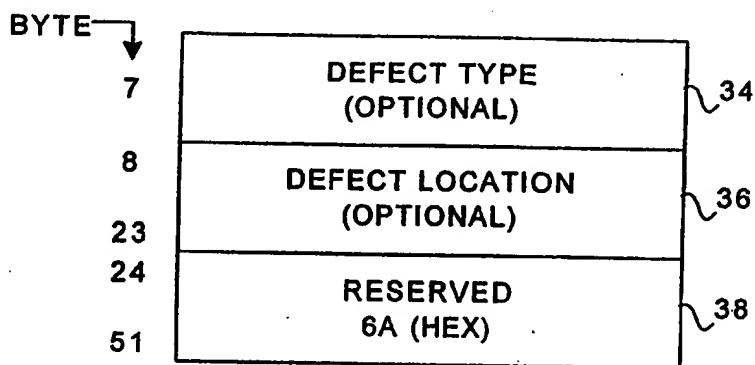 BYTE
7
DEFECT TYPE
(OPTIONAL)
34
8
DEFECT LOCATION
(OPTIONAL)
36
23
24
RESERVED
6A (HEX)
38
51